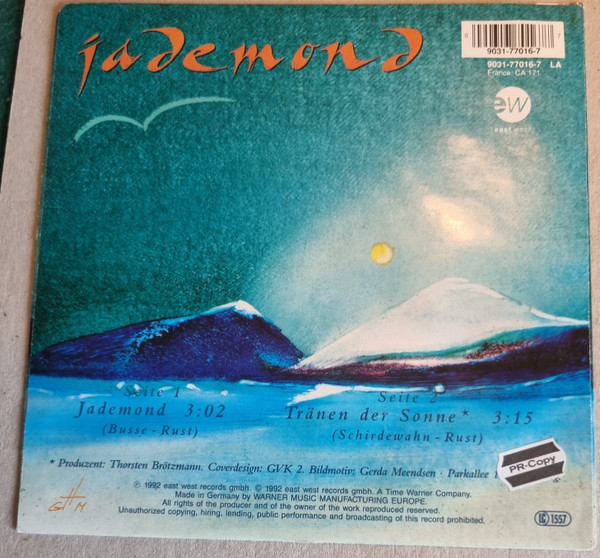 jademond
9031-77016-7
9031-77016-7 LA
France: CA 171
ew
east west
Seite 1
Jademond 3:02
(Busse - Rust)
Seite 2
Tränen der Sonne* 3:15
(Schirdewahn - Rust)
* Produzent: Thorsten Brötzmann. Coverdesign: GVK 2. Bildmotiv: Gerda Meendsen · Parkallee
PR-Copy
℗ 1992 east west records gmbh. © 1992 east west records gmbh. A Time Warner Company.
Made in Germany by WARNER MUSIC MANUFACTURING EUROPE.
All rights of the producer and of the owner of the work reproduced reserved.
Unauthorized copying, hiring, lending, public performance and broadcasting of this record prohibited.
LC 1557